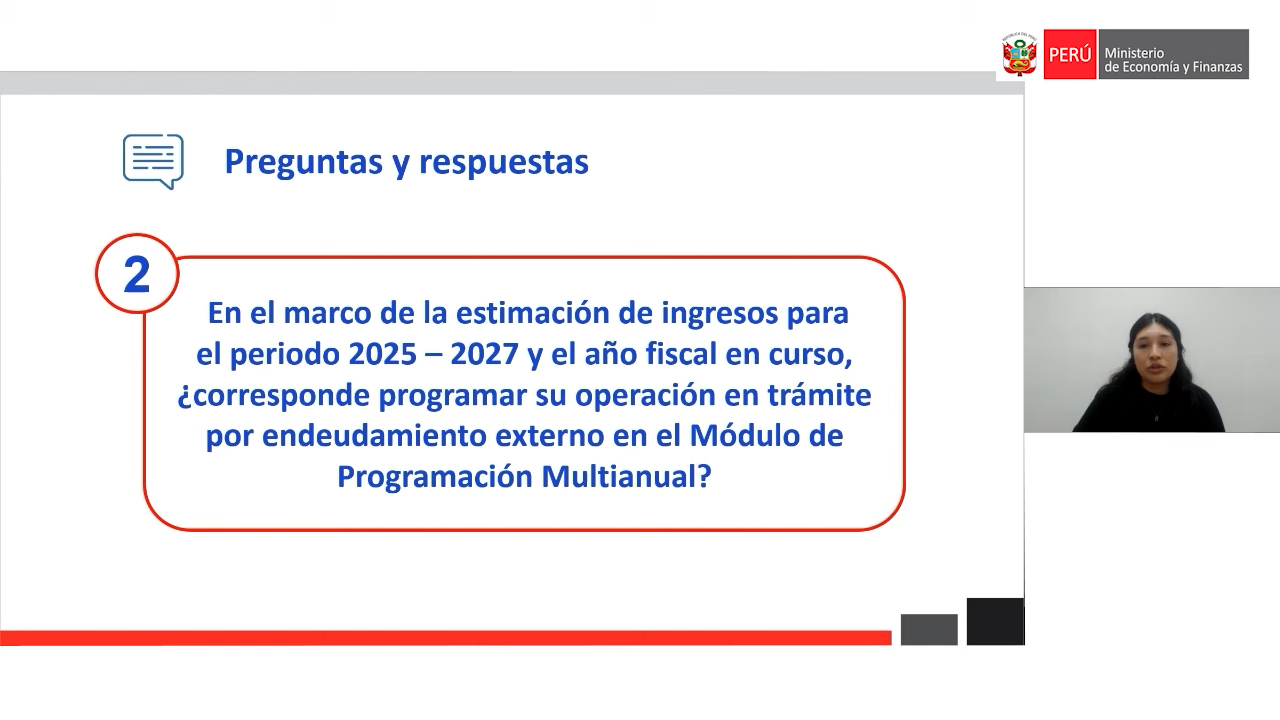 PERÚ
Ministerio
de Economía y Finanzas
Preguntas y respuestas
2
En el marco de la estimación de ingresos para
el periodo 2025 – 2027 y el año fiscal en curso,
¿corresponde programar su operación en trámite
por endeudamiento externo en el Módulo de
Programación Multianual?